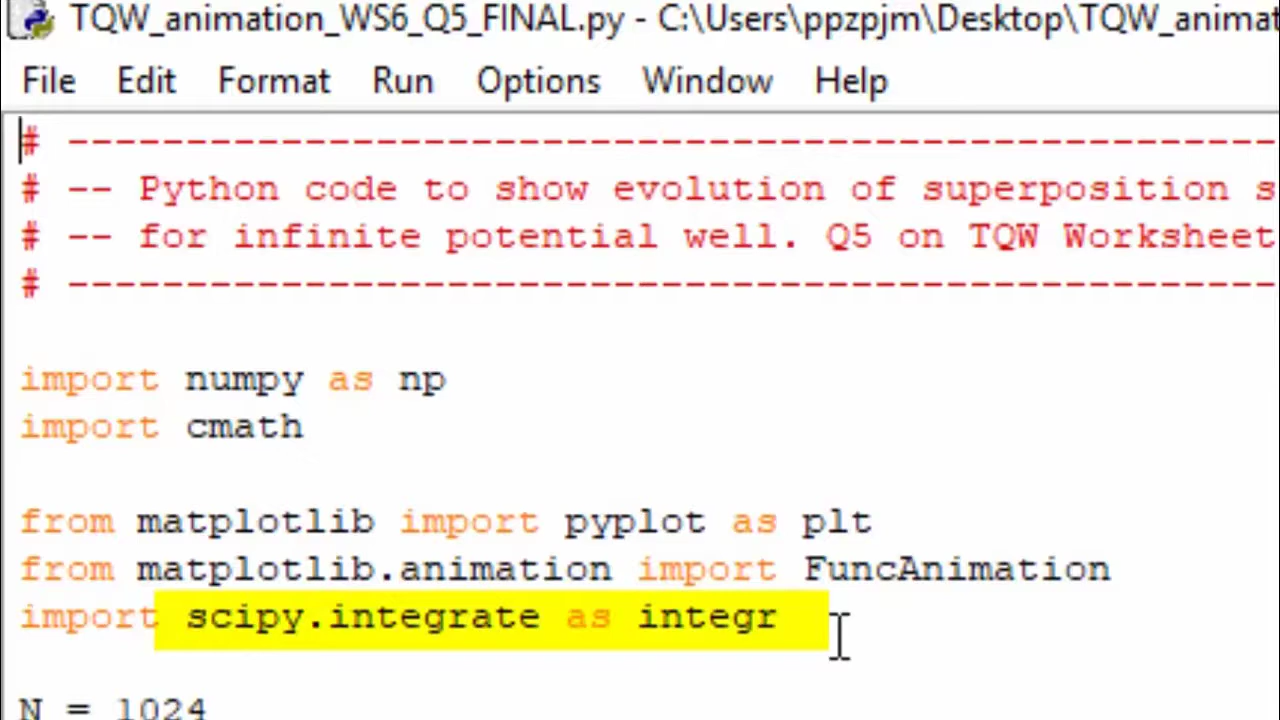 TQW_animation_WS6_Q5_FINAL.py - C:\Users\ppzpjm\Desktop\TQW_animat
File Edit Format Run Options Window Help
# ---------------------------------------------------
# -- Python code to show evolution of superposition s
# -- for infinite potential well. Q5 on TQW Worksheet
# ---------------------------------------------------
import numpy as np
import cmath
from matplotlib import pyplot as plt
from matplotlib.animation import FuncAnimation
import scipy.integrate as integr
N = 1024